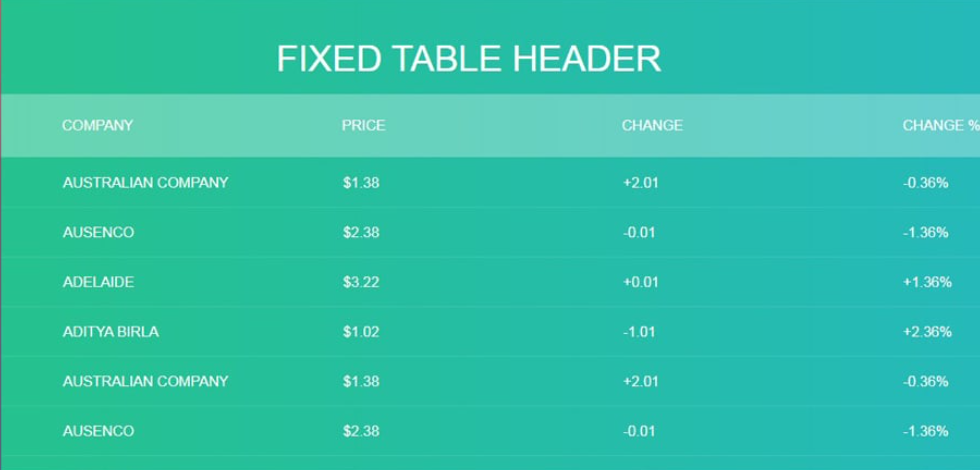 FIXED TABLE HEADER
COMPANY PRICE CHANGE CHANGE %
AUSTRALIAN COMPANY $1.38 +2.01 -0.36%
AUSENCO $2.38 -0.01 -1.36%
ADELAIDE $3.22 +0.01 +1.36%
ADITYA BIRLA $1.02 -1.01 +2.36%
AUSTRALIAN COMPANY $1.38 +2.01 -0.36%
AUSENCO $2.38 -0.01 -1.36%